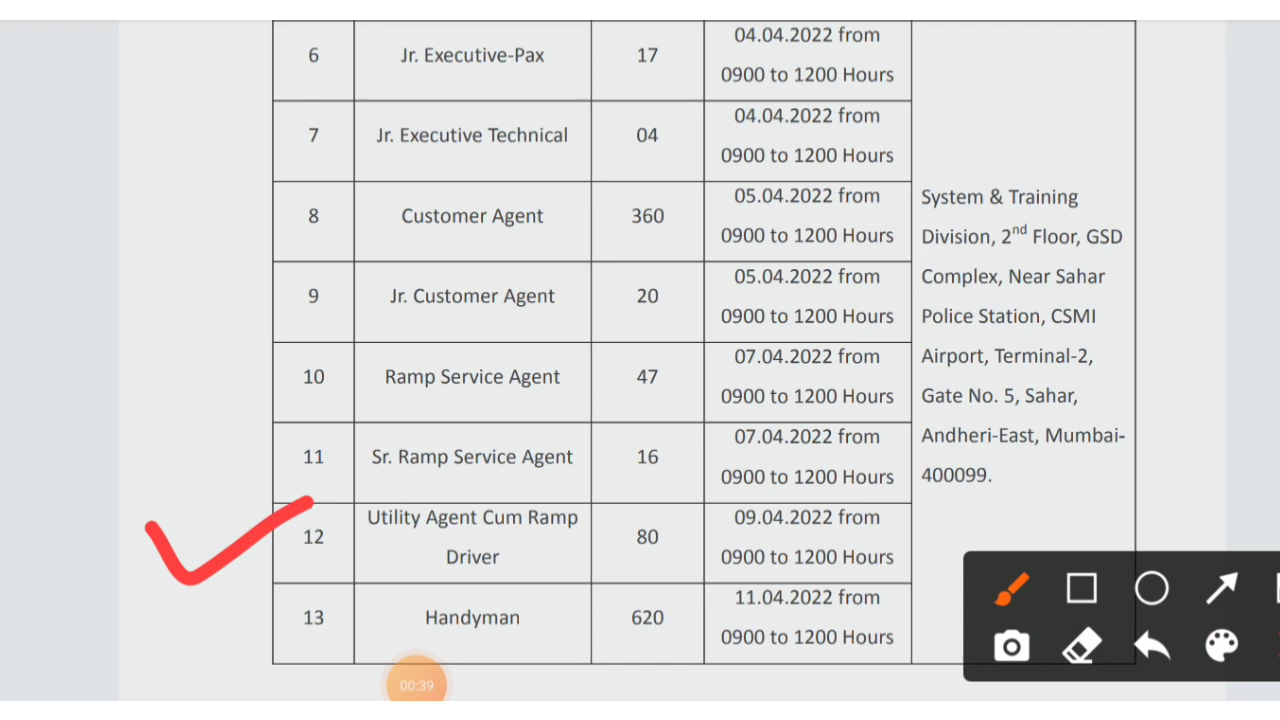 6
Jr. Executive-Pax
17
04.04.2022 from
0900 to 1200 Hours
7
Jr. Executive Technical
04
04.04.2022 from
0900 to 1200 Hours
8
Customer Agent
360
05.04.2022 from
0900 to 1200 Hours
9
Jr. Customer Agent
20
05.04.2022 from
0900 to 1200 Hours
10
Ramp Service Agent
47
07.04.2022 from
0900 to 1200 Hours
11
Sr. Ramp Service Agent
16
07.04.2022 from
0900 to 1200 Hours
12
Utility Agent Cum Ramp
Driver
80
09.04.2022 from
0900 to 1200 Hours
13
Handyman
620
11.04.2022 from
0900 to 1200 Hours
System & Training
Division, 2nd Floor, GSD
Complex, Near Sahar
Police Station, CSMI
Airport, Terminal-2,
Gate No. 5, Sahar,
Andheri-East, Mumbai-
400099.
00:39